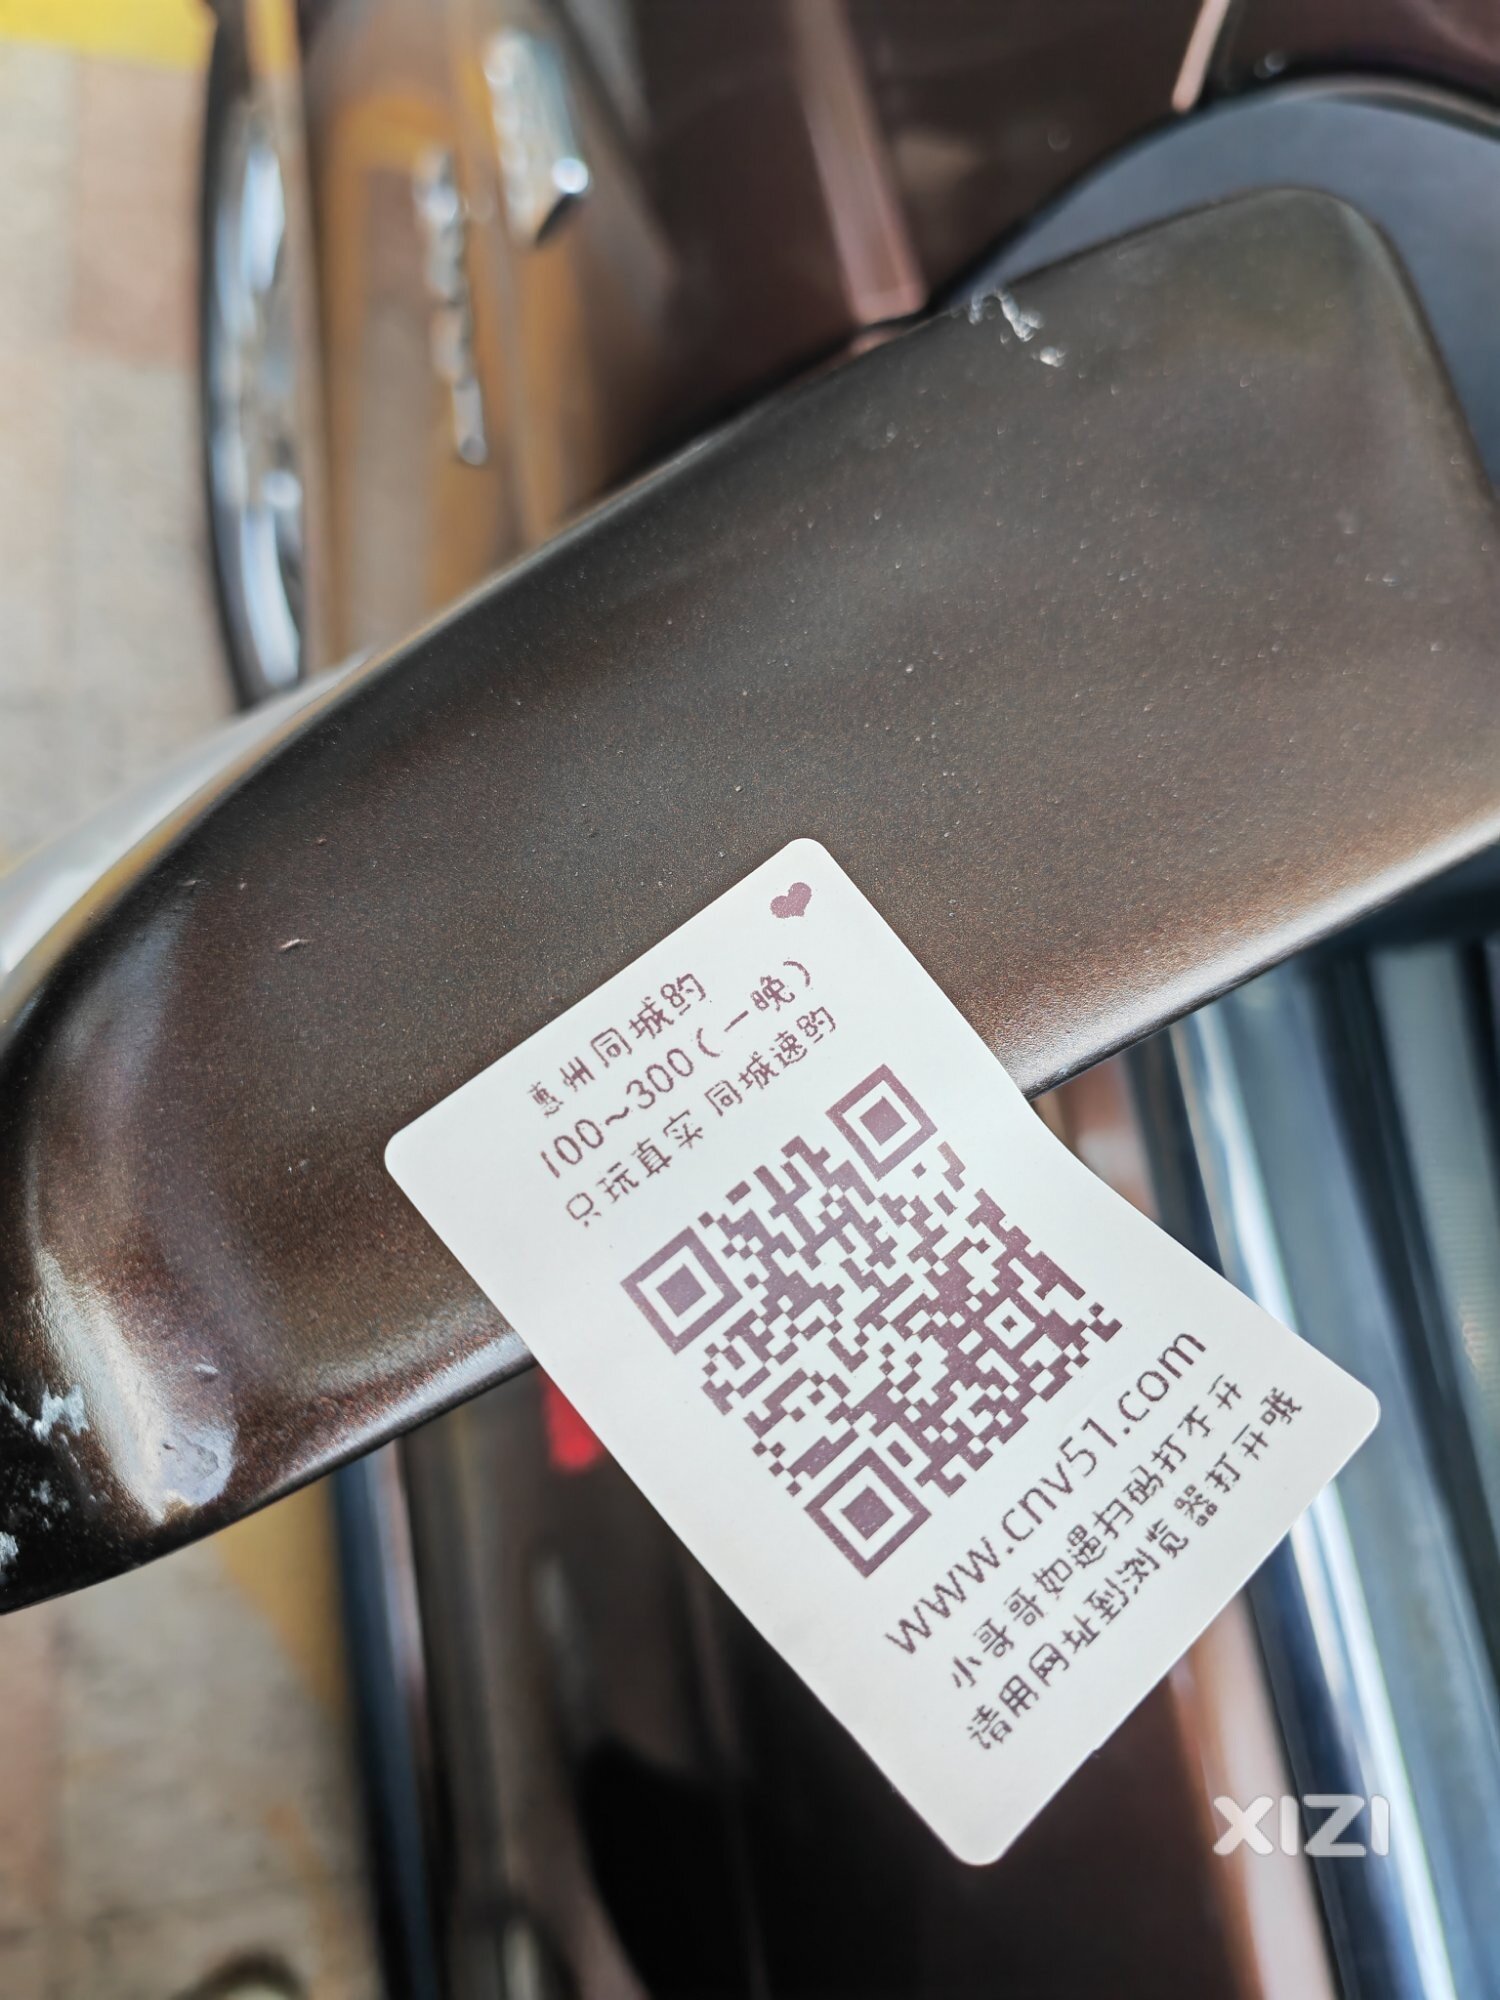 惠州同城的
100~300(一晚)
只玩真实 同城速约
www.cnv51.com
小哥哥如遇扫码打不开
请用网址到浏览器打开哦
XIZI